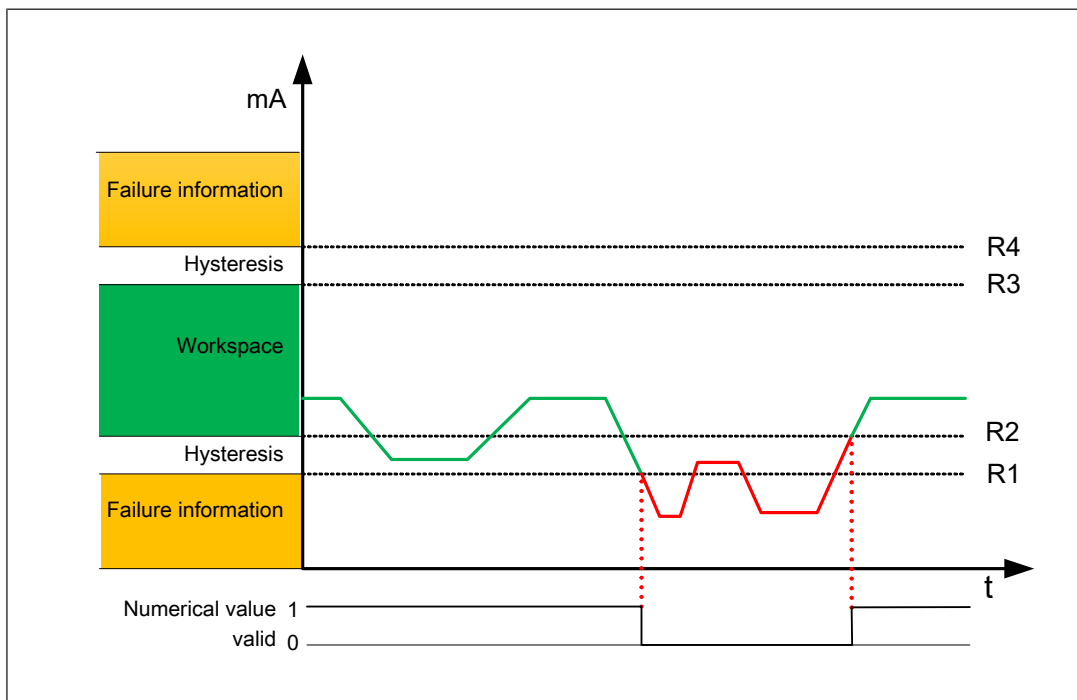 mA
Failure information
R4
Hysteresis
R3
Workspace
R2
Hysteresis
R1
Failure information
t
Numerical value 1
valid 0